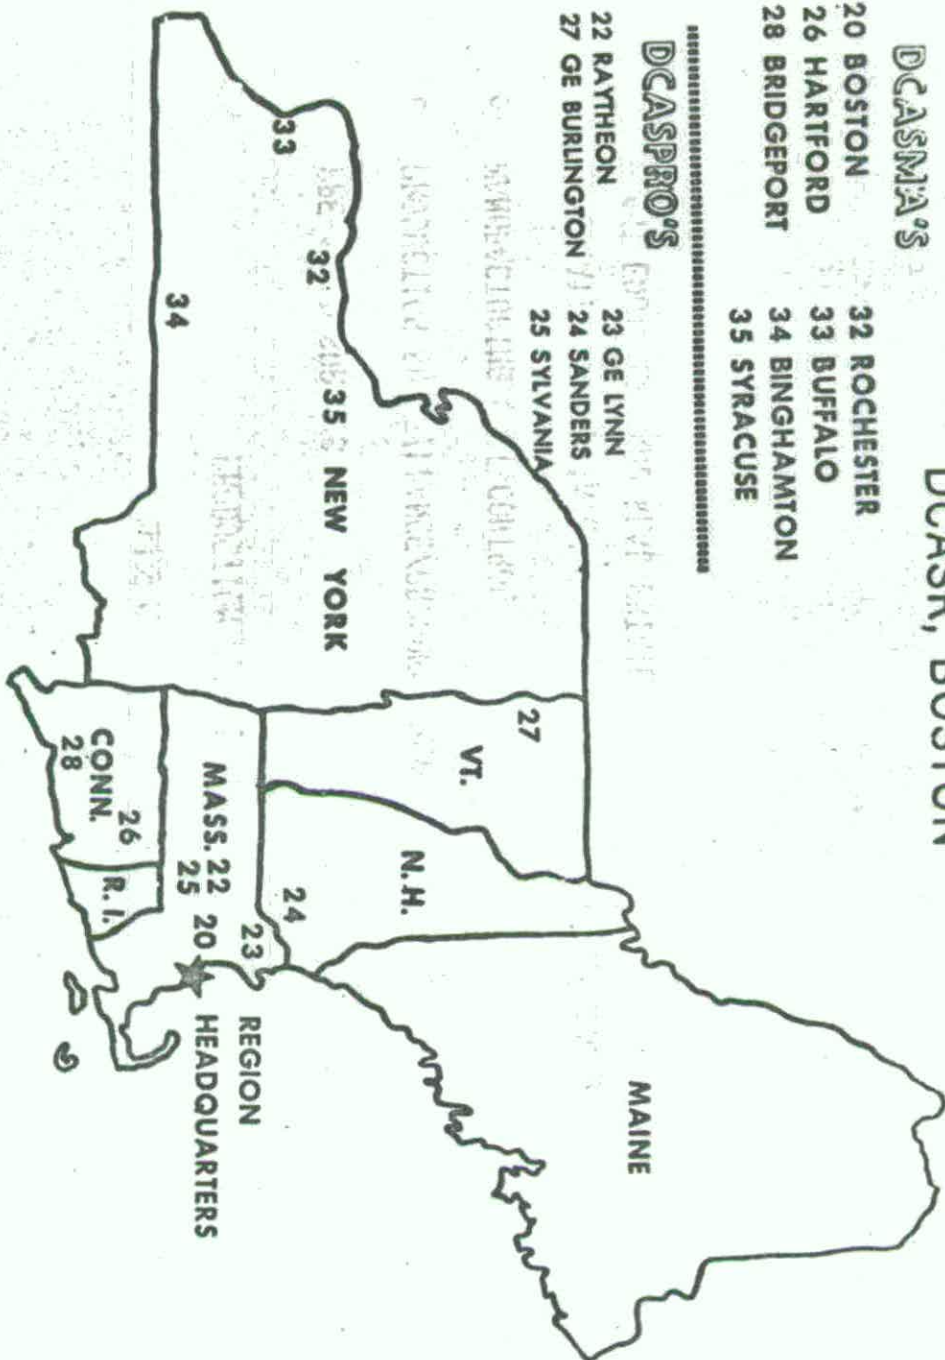 DCASR, BOSTON
DCASMA'S
20 BOSTON 32 ROCHESTER
26 HARTFORD 33 BUFFALO
28 BRIDGEPORT 34 BINGHAMTON
35 SYRACUSE
DCASPRO'S
22 RAYTHEON 23 GE LYNN
27 GE BURLINGTON 24 SANDERS
25 SYLVANIA
MAINE
27
VT.
N.H.
33
32
35 NEW YORK
24
34
23 REGION
MASS. 22 20 HEADQUARTERS
25
26
CONN. R.I.
28